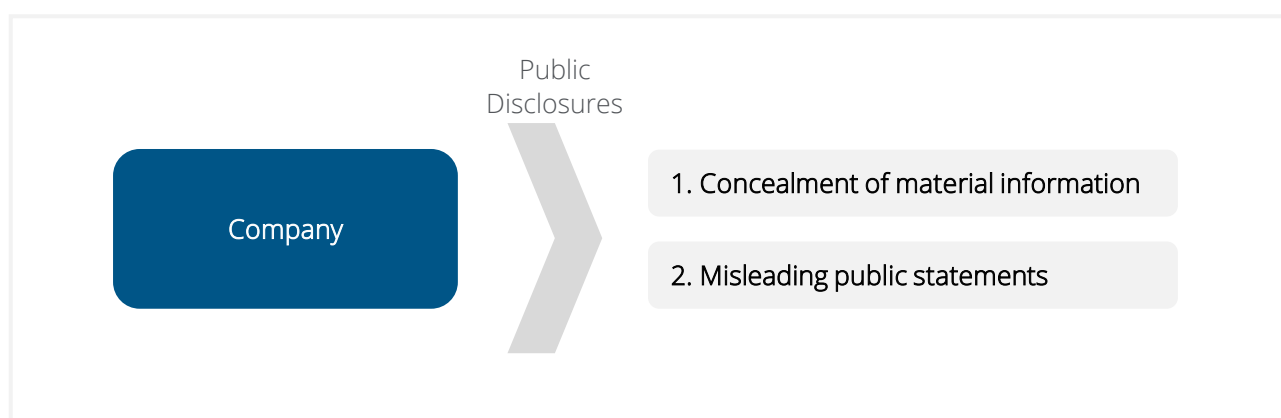 Public
Disclosures
Company
1. Concealment of material information
2. Misleading public statements